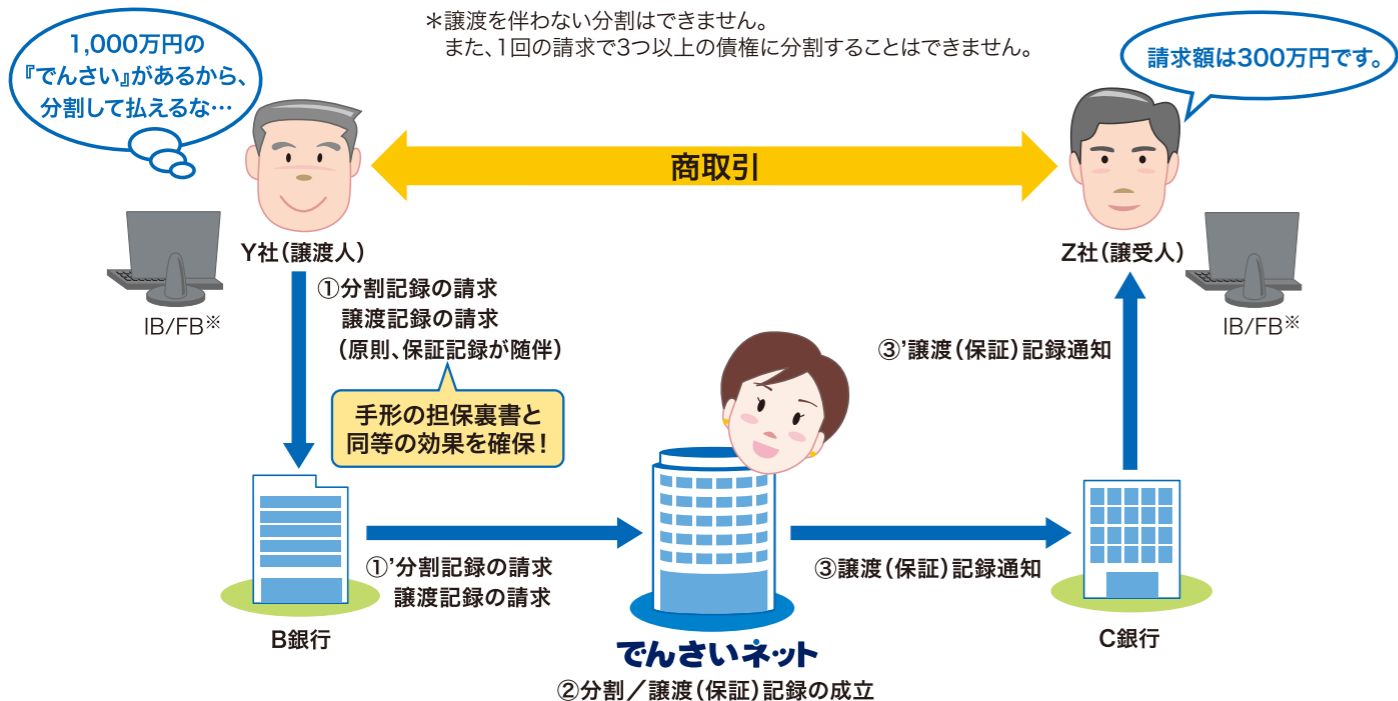 ＊譲渡を伴わない分割はできません。
また、1回の請求で3つ以上の債権に分割することはできません。
1,000万円の
『でんさい』があるから、
分割して払えるな…
請求額は300万円です。
商取引
Y社（譲渡人）
Z社（譲受人）
IB/FB※
IB/FB※
①分割記録の請求
譲渡記録の請求
（原則、保証記録が随伴）
手形の担保裏書と
同等の効果を確保！
③’譲渡（保証）記録通知
①’分割記録の請求
譲渡記録の請求
③譲渡（保証）記録通知
B銀行
でんさいネット
C銀行
②分割／譲渡（保証）記録の成立